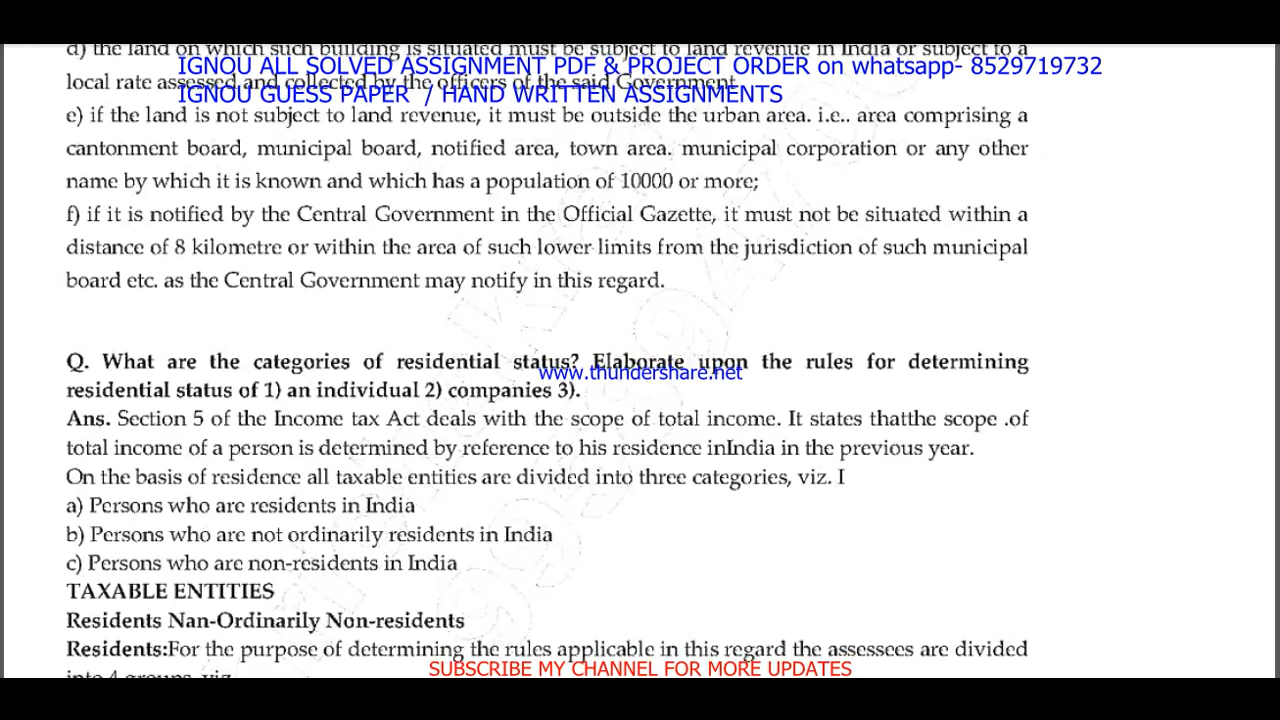 d) the land on which such building is situated must be subject to land revenue in India or subject to a
IGNOU ALL SOLVED ASSIGNMENT PDF & PROJECT ORDER on whatsapp- 8529719732
local rate assessed and collected by the officers of the said Government
IGNOU GUESS PAPER / HAND WRITTEN ASSIGNMENTS
e) if the land is not subject to land revenue, it must be outside the urban area. i.e.. area comprising a
cantonment board, municipal board, notified area, town area. municipal corporation or any other
name by which it is known and which has a population of 10000 or more;
f) if it is notified by the Central Government in the Official Gazette, it must not be situated within a
distance of 8 kilometre or within the area of such lower limits from the jurisdiction of such municipal
board etc. as the Central Government may notify in this regard.
Q. What are the categories of residential status? Elaborate upon the rules for determining
www.thundershare.net
residential status of 1) an individual 2) companies 3).
Ans. Section 5 of the Income tax Act deals with the scope of total income. It states thatthe scope .of
total income of a person is determined by reference to his residence inIndia in the previous year.
On the basis of residence all taxable entities are divided into three categories, viz. I
a) Persons who are residents in India
b) Persons who are not ordinarily residents in India
c) Persons who are non-residents in India
TAXABLE ENTITIES
Residents Nan-Ordinarily Non-residents
Residents:For the purpose of determining the rules applicable in this regard the assessees are divided
SUBSCRIBE MY CHANNEL FOR MORE UPDATES
into 4 groups, viz